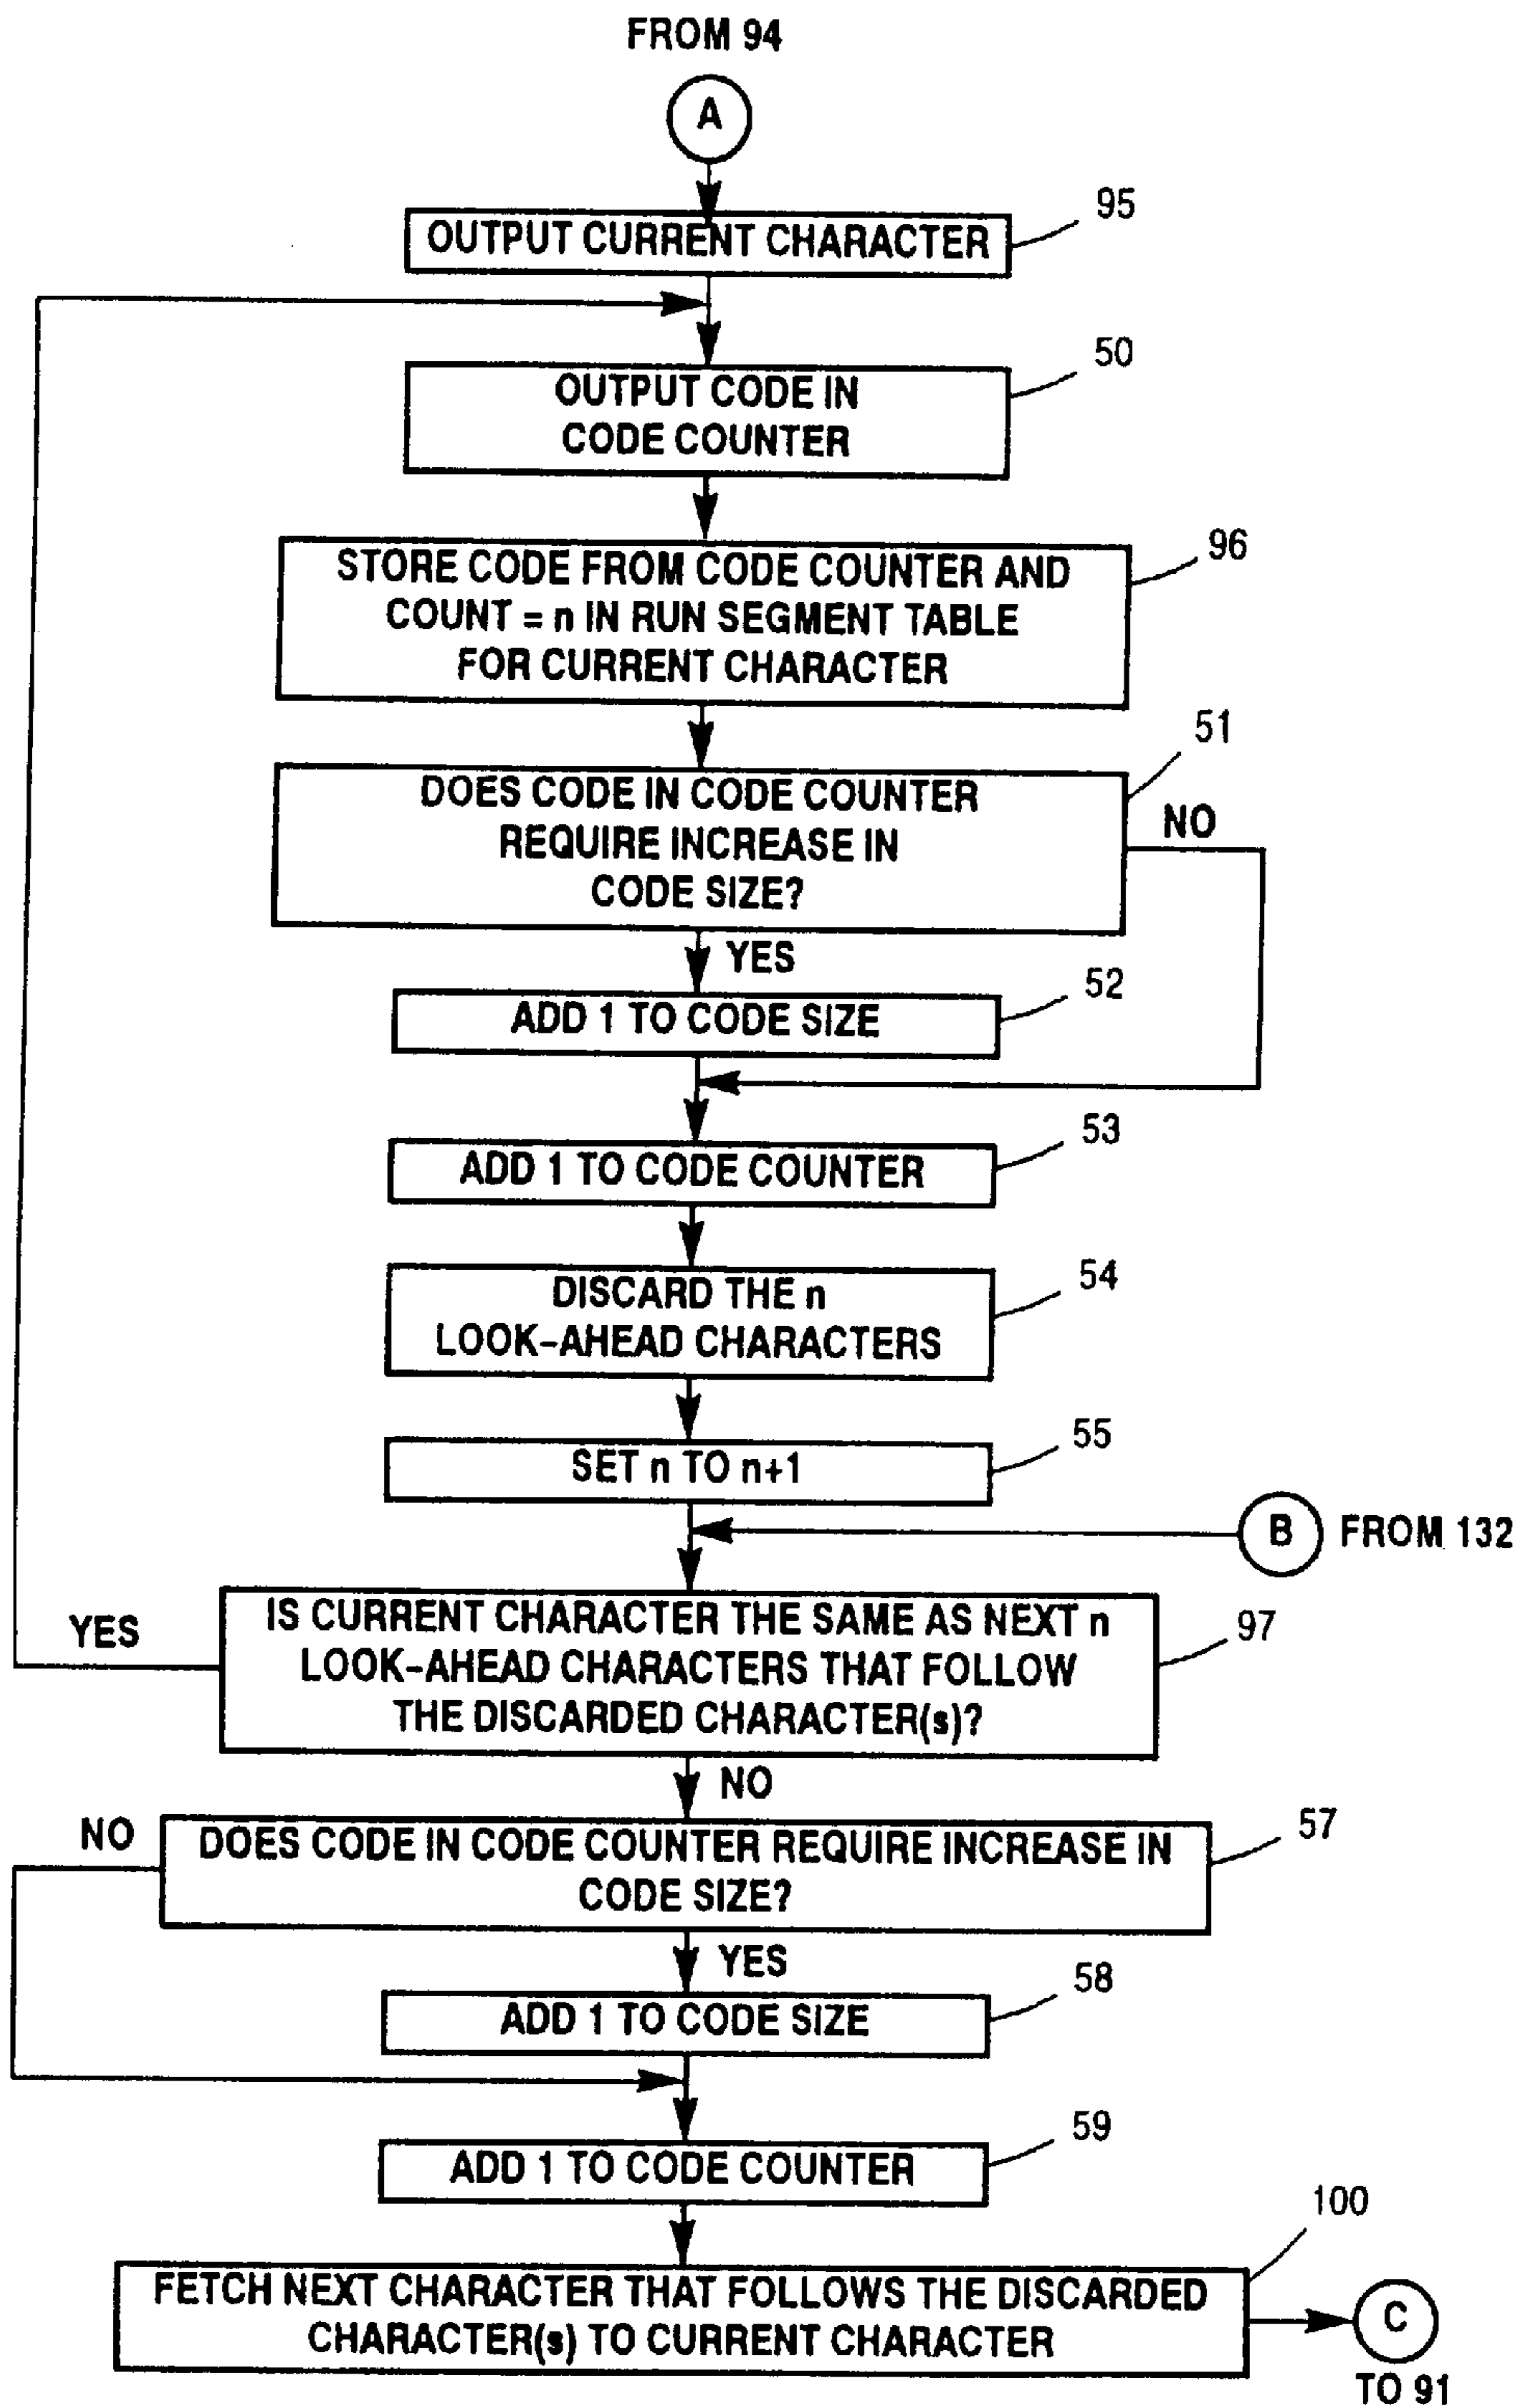 FROM 94
A
OUTPUT CURRENT CHARACTER
95
OUTPUT CODE IN
CODE COUNTER
50
STORE CODE FROM CODE COUNTER AND
COUNT = n IN RUN SEGMENT TABLE
FOR CURRENT CHARACTER
96
DOES CODE IN CODE COUNTER
REQUIRE INCREASE IN
CODE SIZE?
51
NO
YES
ADD 1 TO CODE SIZE
52
ADD 1 TO CODE COUNTER
53
DISCARD THE n
LOOK-AHEAD CHARACTERS
54
SET n TO n+1
55
B FROM 132
IS CURRENT CHARACTER THE SAME AS NEXT n
LOOK-AHEAD CHARACTERS THAT FOLLOW
THE DISCARDED CHARACTER(s)?
97
YES
NO
DOES CODE IN CODE COUNTER REQUIRE INCREASE IN
CODE SIZE?
57
NO
YES
ADD 1 TO CODE SIZE
58
ADD 1 TO CODE COUNTER
59
FETCH NEXT CHARACTER THAT FOLLOWS THE DISCARDED
CHARACTER(s) TO CURRENT CHARACTER
100
C
TO 91